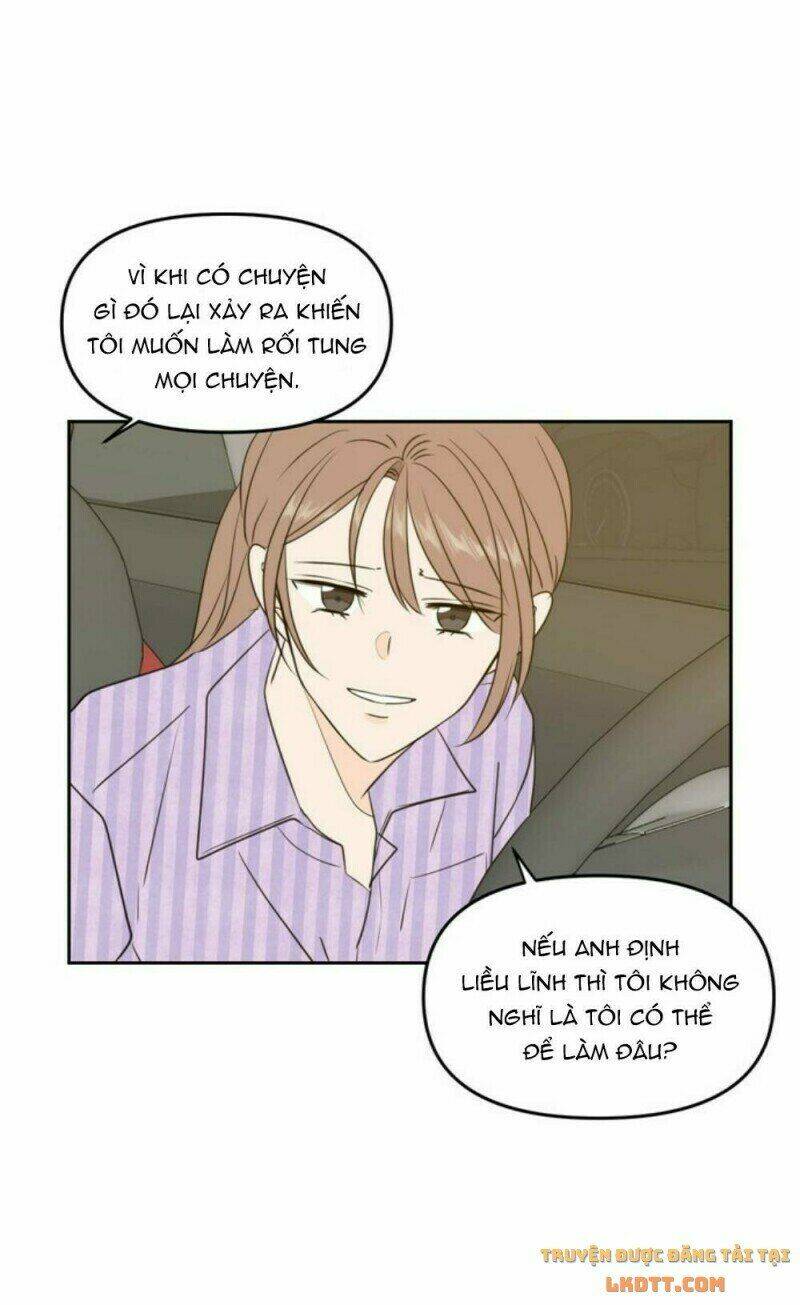 VÌ KHI CÓ CHUYỆN
GÌ ĐÓ LẠI XẢY RA KHIẾN
TÔI MUỐN LÀM RỐI TUNG
MỌI CHUYỆN.
NẾU ANH ĐỊNH
LIỀU LĨNH THÌ TÔI KHÔNG
NGHĨ LÀ TÔI CÓ THỂ
ĐỂ LÀM ĐÂU?
TRUYỆN ĐƯỢC ĐĂNG TẢI TẠI
LKDTT.COM